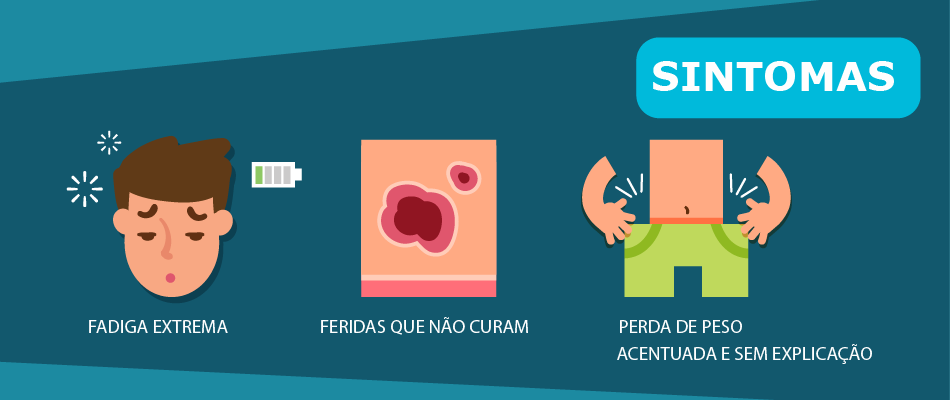 SINTOMAS
FADIGA EXTREMA
FERIDAS QUE NÃO CURAM
PERDA DE PESO
ACENTUADA E SEM EXPLICAÇÃO